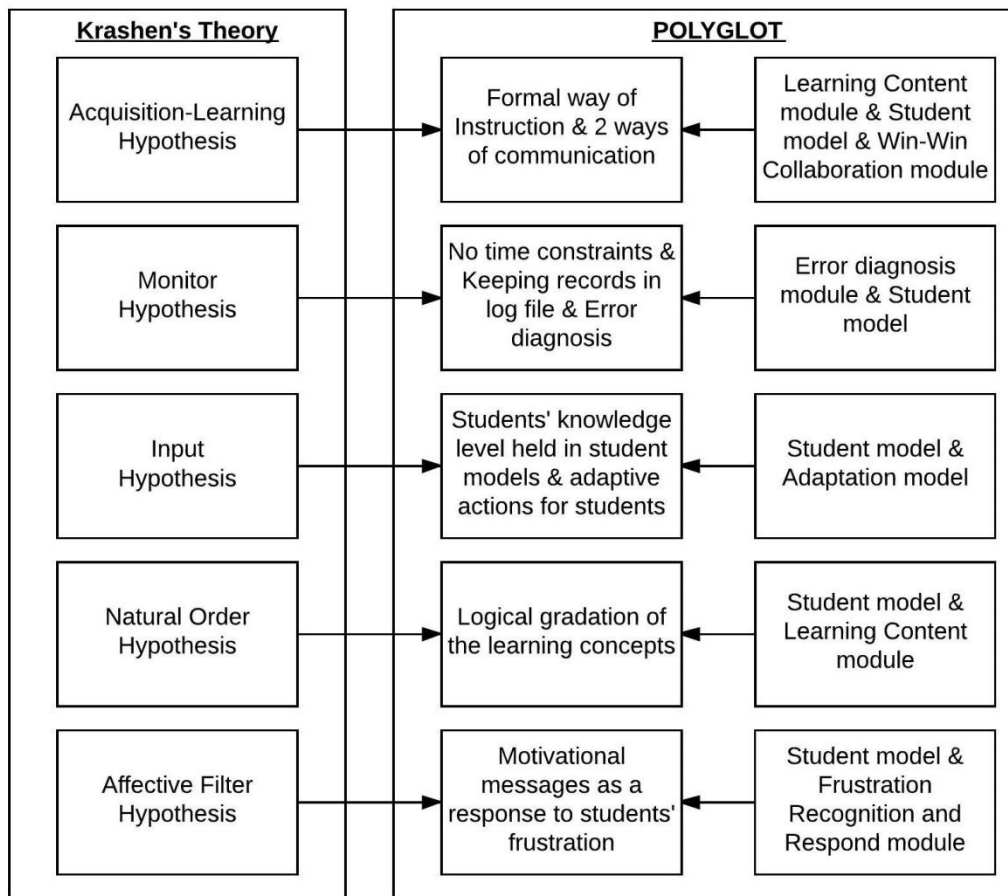 Krashen's Theory
POLYGLOT
Acquisition-Learning
Hypothesis
Formal way of
Instruction & 2 ways
of communication
Learning Content
module & Student
model & Win-Win
Collaboration module
Monitor
Hypothesis
No time constraints &
Keeping records in
log file & Error
diagnosis
Error diagnosis
module & Student
model
Input
Hypothesis
Students' knowledge
level held in student
models & adaptive
actions for students
Student model &
Adaptation model
Natural Order
Hypothesis
Logical gradation of
the learning concepts
Student model &
Learning Content
module
Affective Filter
Hypothesis
Motivational
messages as a
response to students'
frustration
Student model &
Frustration
Recognition and
Respond module